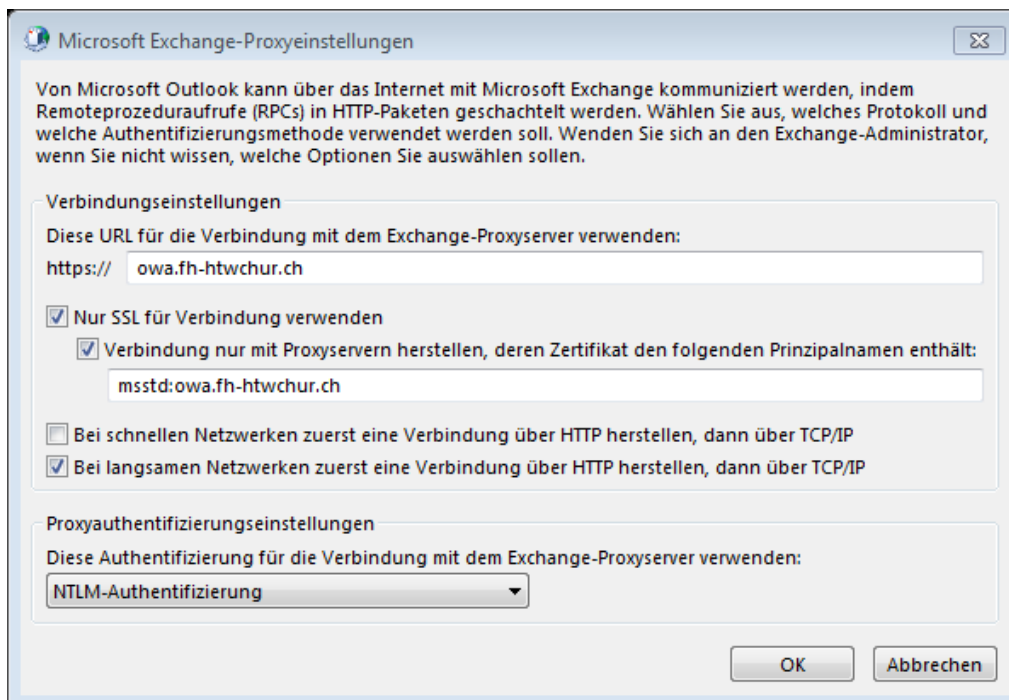 Microsoft Exchange-Proxyeinstellungen
Von Microsoft Outlook kann über das Internet mit Microsoft Exchange kommuniziert werden, indem
Remoteprozeduraufrufe (RPCs) in HTTP-Paketen geschachtelt werden. Wählen Sie aus, welches Protokoll und
welche Authentifizierungsmethode verwendet werden soll. Wenden Sie sich an den Exchange-Administrator,
wenn Sie nicht wissen, welche Optionen Sie auswählen sollen.
Verbindungseinstellungen
Diese URL für die Verbindung mit dem Exchange-Proxyserver verwenden:
https:// owa.fh-htwchur.ch
Nur SSL für Verbindung verwenden
Verbindung nur mit Proxyservern herstellen, deren Zertifikat den folgenden Prinzipalnamen enthält:
msstd:owa.fh-htwchur.ch
Bei schnellen Netzwerken zuerst eine Verbindung über HTTP herstellen, dann über TCP/IP
Bei langsamen Netzwerken zuerst eine Verbindung über HTTP herstellen, dann über TCP/IP
Proxyauthentifizierungseinstellungen
Diese Authentifizierung für die Verbindung mit dem Exchange-Proxyserver verwenden:
NTLM-Authentifizierung
OK Abbrechen